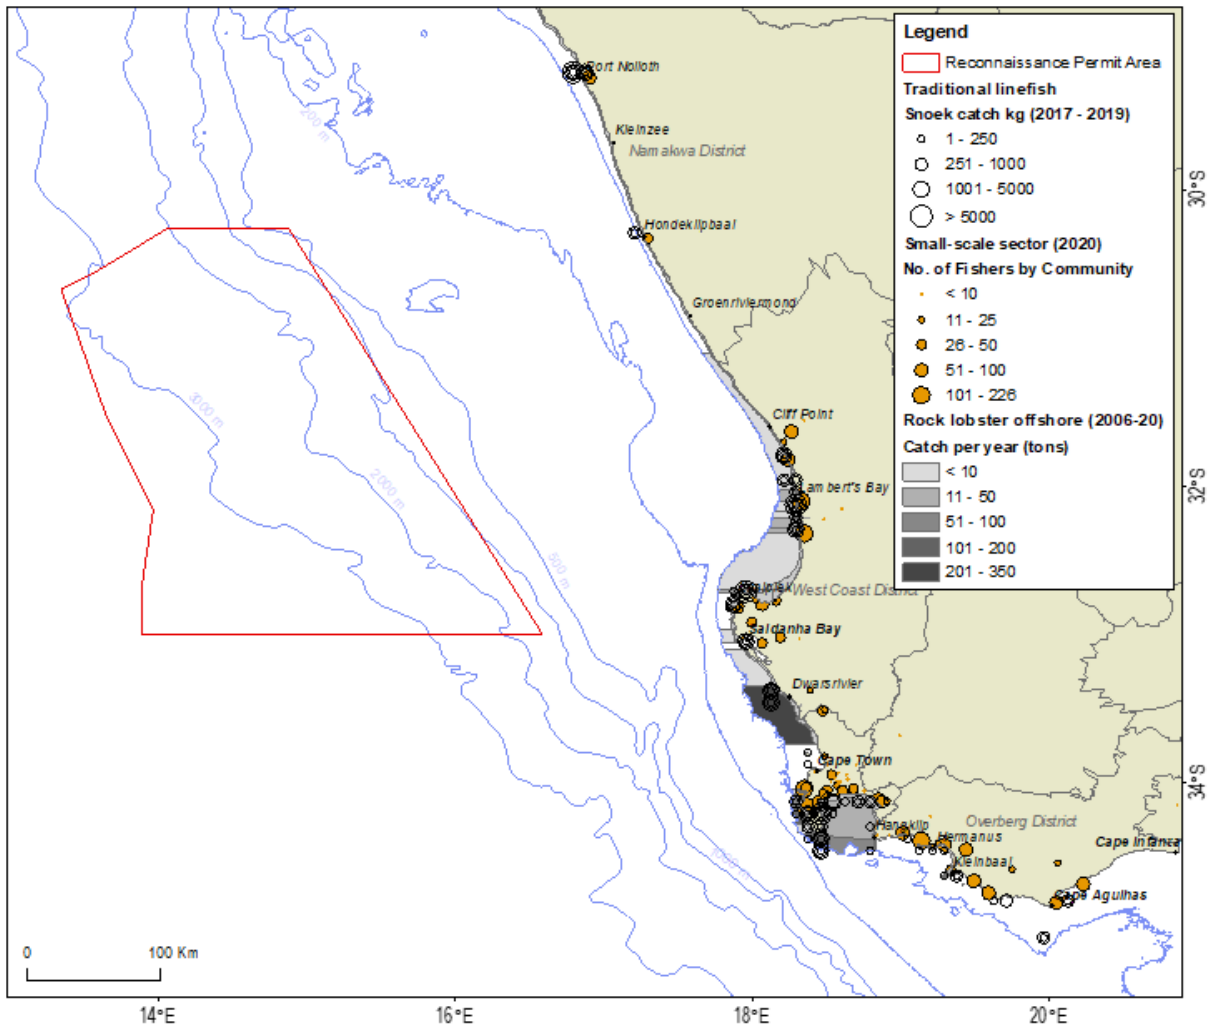 Legend
Reconnaissance Permit Area
Traditional linefish
Snoek catch kg (2017 - 2019)
1 - 250
251 - 1000
1001 - 5000
> 5000
Small-scale sector (2020)
No. of Fishers by Community
< 10
11 - 25
26 - 50
51 - 100
101 - 226
Rock lobster offshore (2006-20)
Catch per year (tons)
< 10
11 - 50
51 - 100
101 - 200
201 - 350
Port Nolloth
200 m
Kleinzee
Namakwa District
30°S
Hondeklipbaai
Groenriviermond
3000 m
Cliff Point
2000 m
Lambert's Bay
32°S
500 m
West Coast District
Saldanha Bay
Dwarsrivier
Cape Town
34°S
Hangklip
Overberg District
Hermanus
Cape Infanta
1000 m
Kleinbaai
Cape Agulhas
0 100 Km
14°E 16°E 18°E 20°E